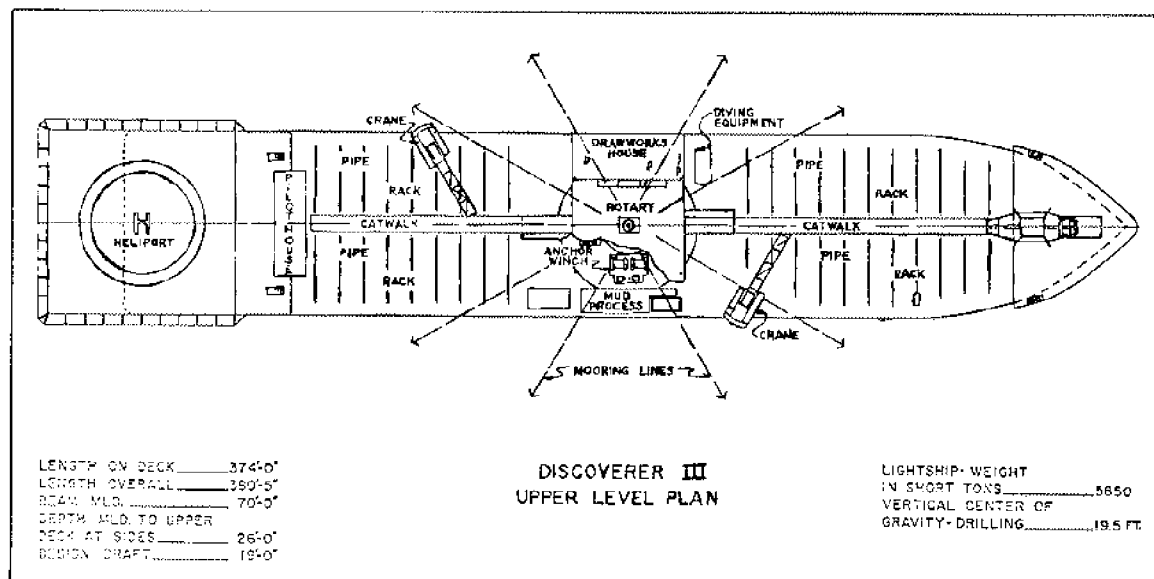 DIVING
EQUIPMENT
CRANE
DRAWWORKS
HOUSE
PIPE
PIPE
RACK
RACK
ROTARY
PILOT HOUSE
H
HELIPORT
CATWALK
CATWALK
ANCHOR
WINCH
PIPE
PIPE
RACK
RACK
MUD
PROCESS
CRANE
MOORING LINES
DISCOVERER III
UPPER LEVEL PLAN
LENGTH ON DECK 374'-0"
LENGTH OVERALL 380'-5"
BEAM MLD. 70'-0"
DEPTH MLD. TO UPPER
DECK AT SIDES 26'-0"
DESIGN DRAFT 19'-0"
LIGHTSHIP-WEIGHT
IN SHORT TONS 5850
VERTICAL CENTER OF
GRAVITY-DRILLING 19.5 FT.